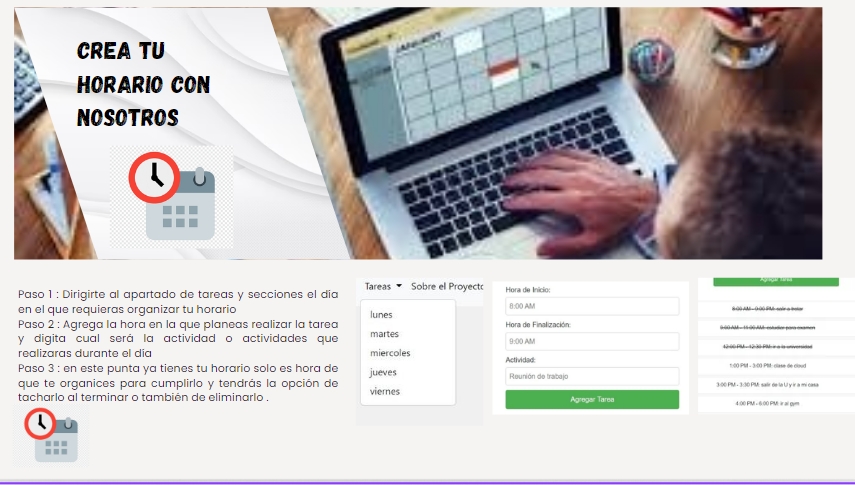 CREA TU
HORARIO CON
NOSOTROS
JANUARY
Paso 1 : Dirigirte al apartado de tareas y secciones el día
en el que requieras organizar tu horario
Paso 2 : Agrega la hora en la que planeas realizar la tarea
y digita cual será la actividad o actividades que
realizaras durante el dia
Paso 3 : en este punta ya tienes tu horario solo es hora de
que te organices para cumplirlo y tendrás la opción de
tacharlo al terminar o también de eliminarlo .
Tareas Sobre el Proyecto
lunes
martes
miercoles
jueves
viernes
Hora de Inicio:
8:00 AM
Hora de Finalización:
9:00 AM
Actividad:
Reunión de trabajo
Agregar Tarea
Agregar Tarea
8:00 AM - 9:00 PM: salir a trotar
9:00 AM - 11:00 AM: estudiar para examen
12:00 PM - 12:30 PM: ir a la universidad
1:00 PM - 3:00 PM: clase de cloud
3:00 PM - 3:30 PM: salir de la U y ir a mi casa
4:00 PM - 6:00 PM: ir al gym